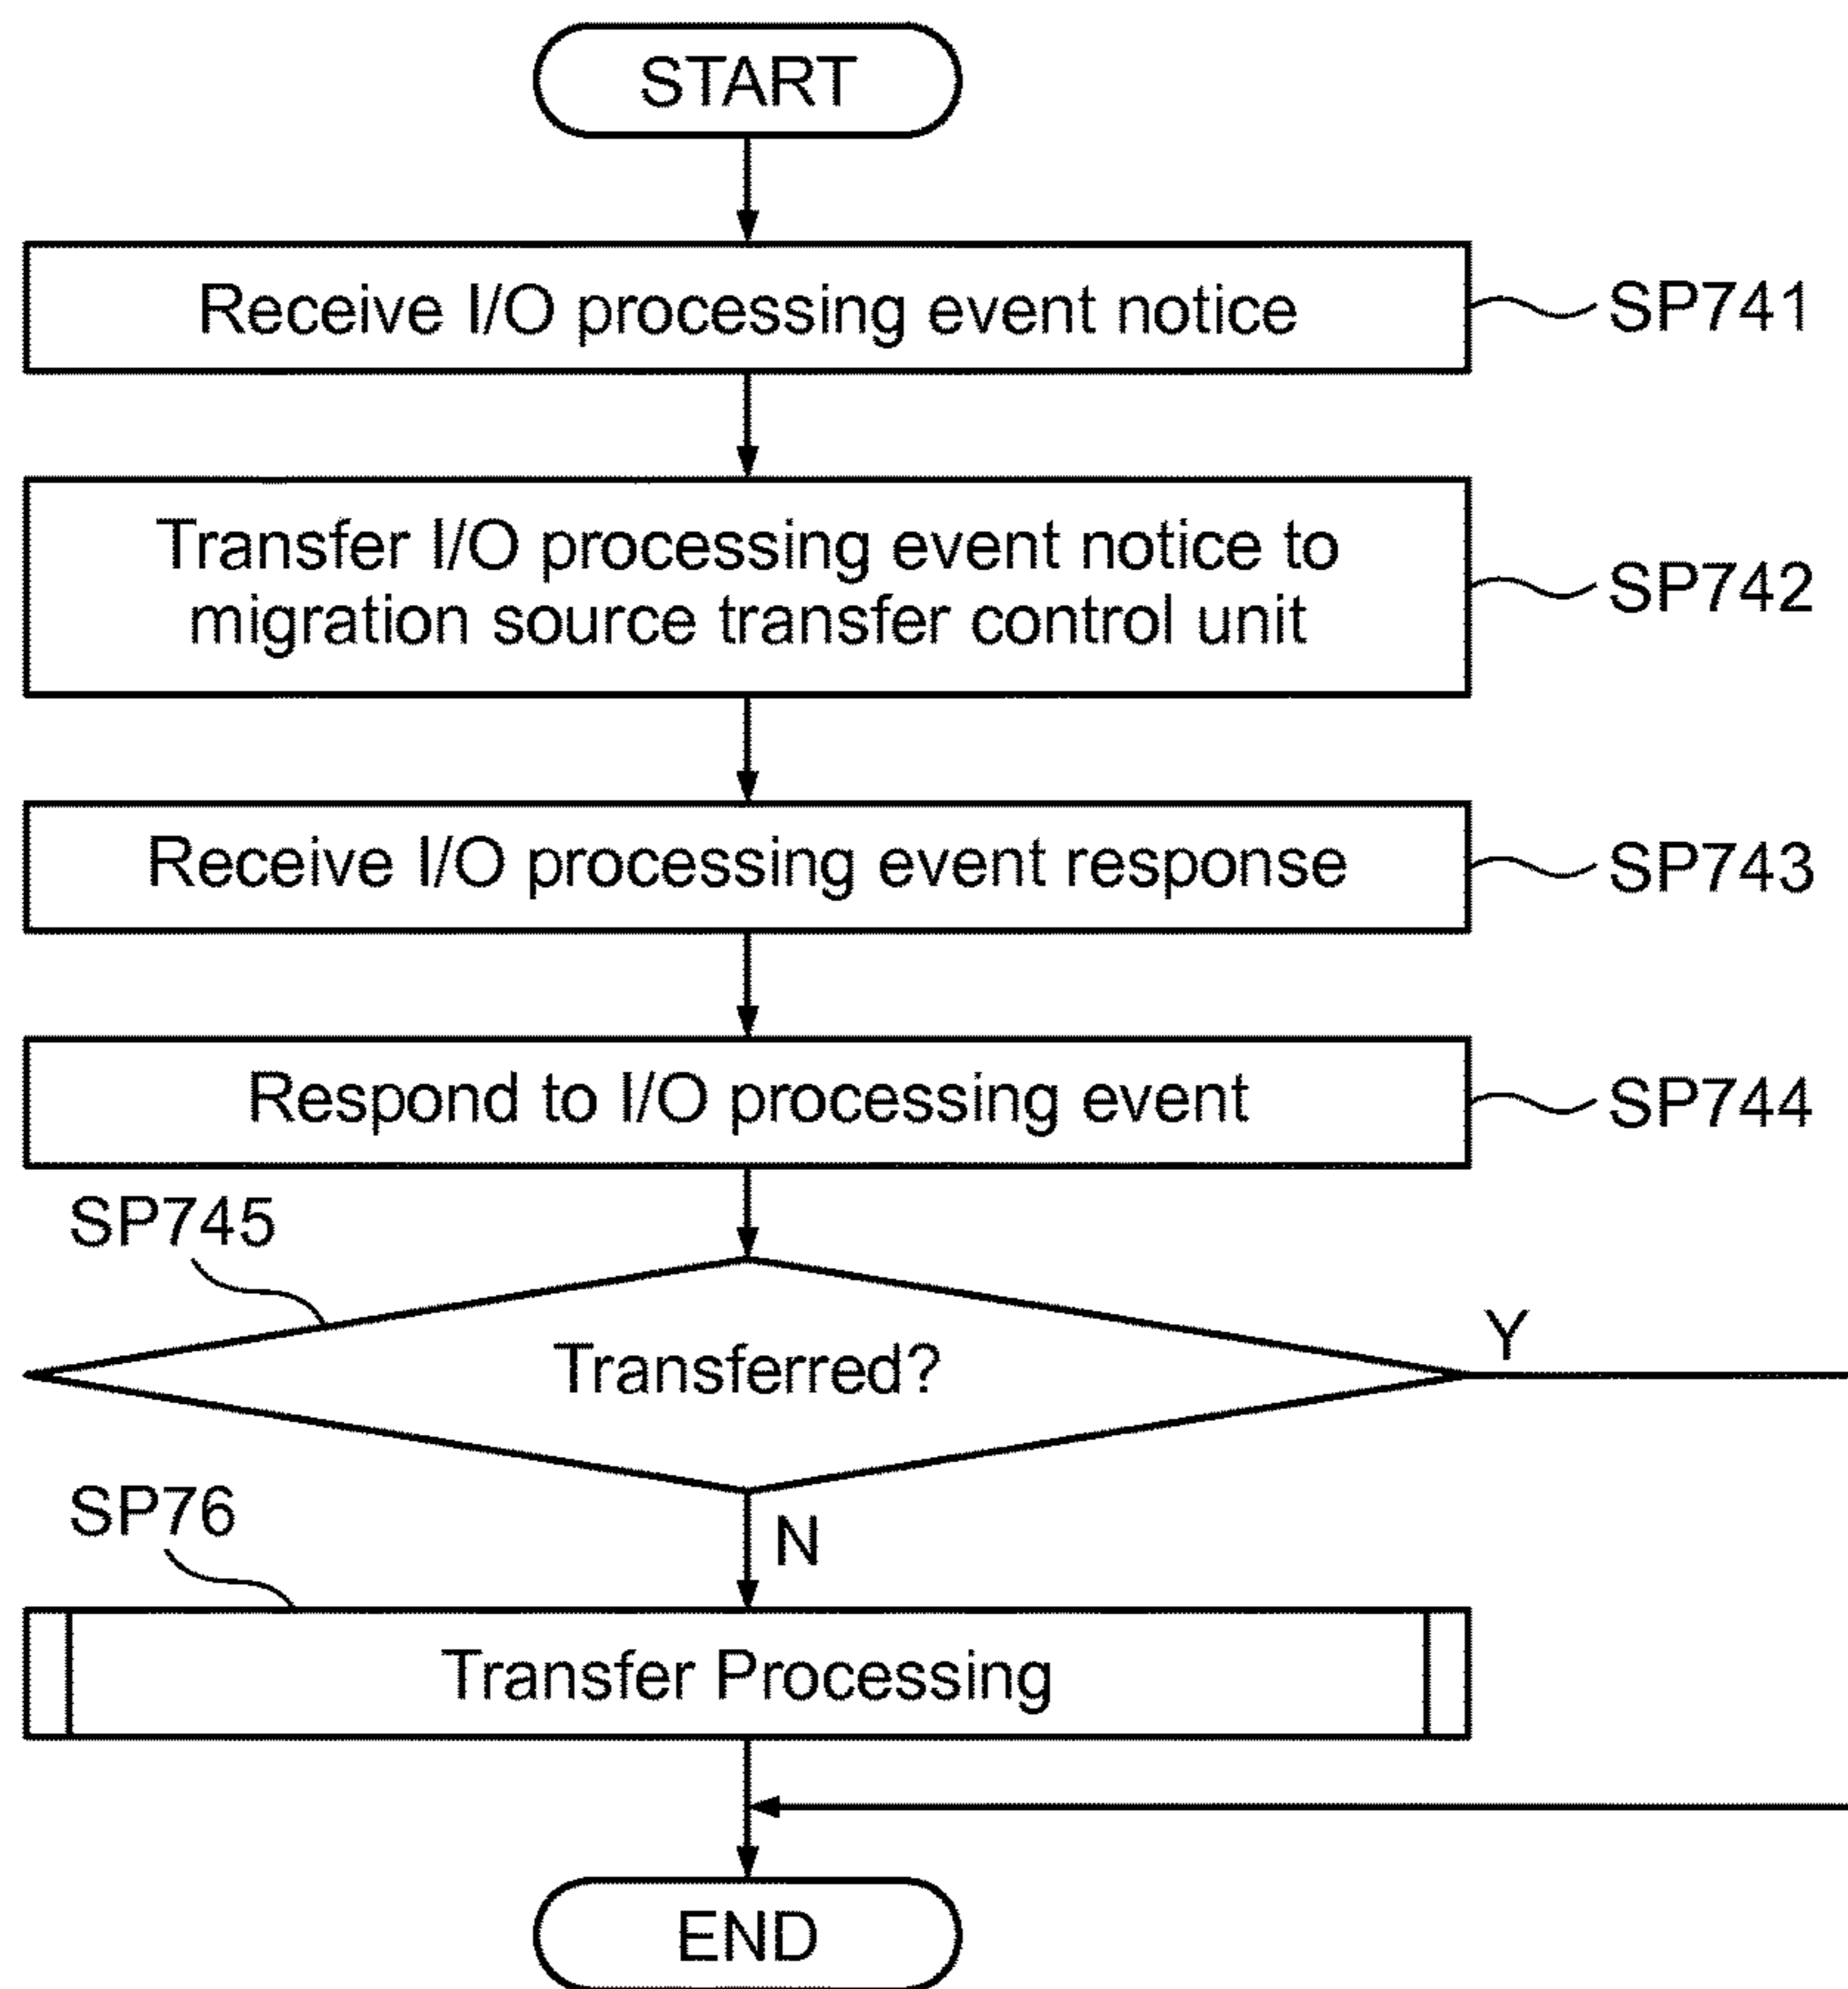 START
Receive I/O processing event notice
SP741
Transfer I/O processing event notice to
migration source transfer control unit
SP742
Receive I/O processing event response
SP743
Respond to I/O processing event
SP744
SP745
Transferred?
Y
N
SP76
Transfer Processing
END